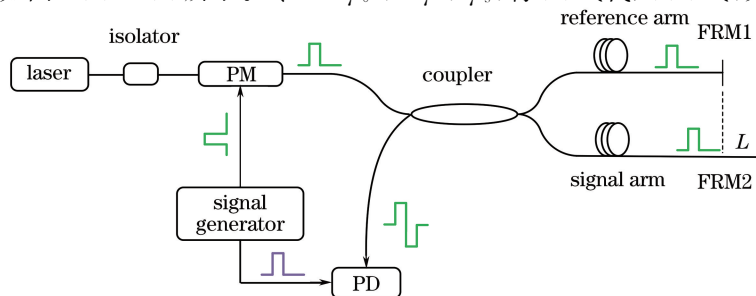 reference arm
FRM1
isolator
laser
PM
coupler
L
signal arm
FRM2
signal
generator
PD